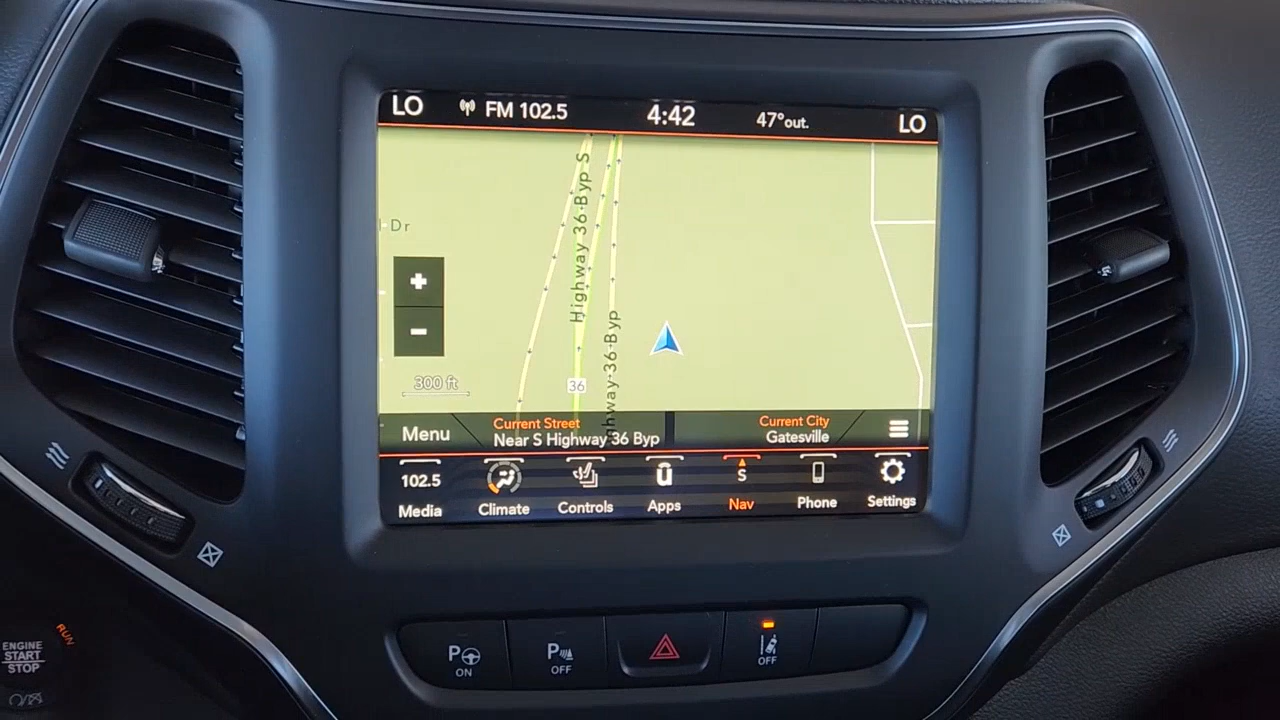 LO FM 102.5 4:42 47°out. LO
Dr
Highway 36 Byp S
Highway 36 Byp
+
-
300 ft
36
Menu
Current Street
Near S Highway 36 Byp
Current City
Gatesville
102.5
Media
Climate
Controls
Apps
S
Nav
Phone
Settings
RUN
ENGINE
START
STOP
P
ON
P
OFF
OFF